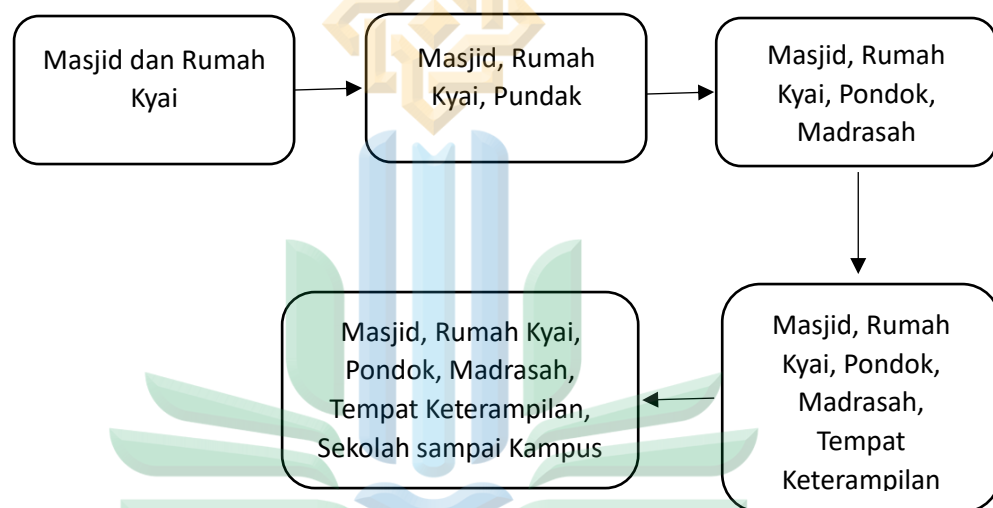 Masjid dan Rumah
Kyai
Masjid, Rumah
Kyai, Pundak
Masjid, Rumah
Kyai, Pondok,
Madrasah
Masjid, Rumah
Kyai, Pondok,
Madrasah,
Tempat
Keterampilan
Masjid, Rumah Kyai,
Pondok, Madrasah,
Tempat Keterampilan,
Sekolah sampai Kampus